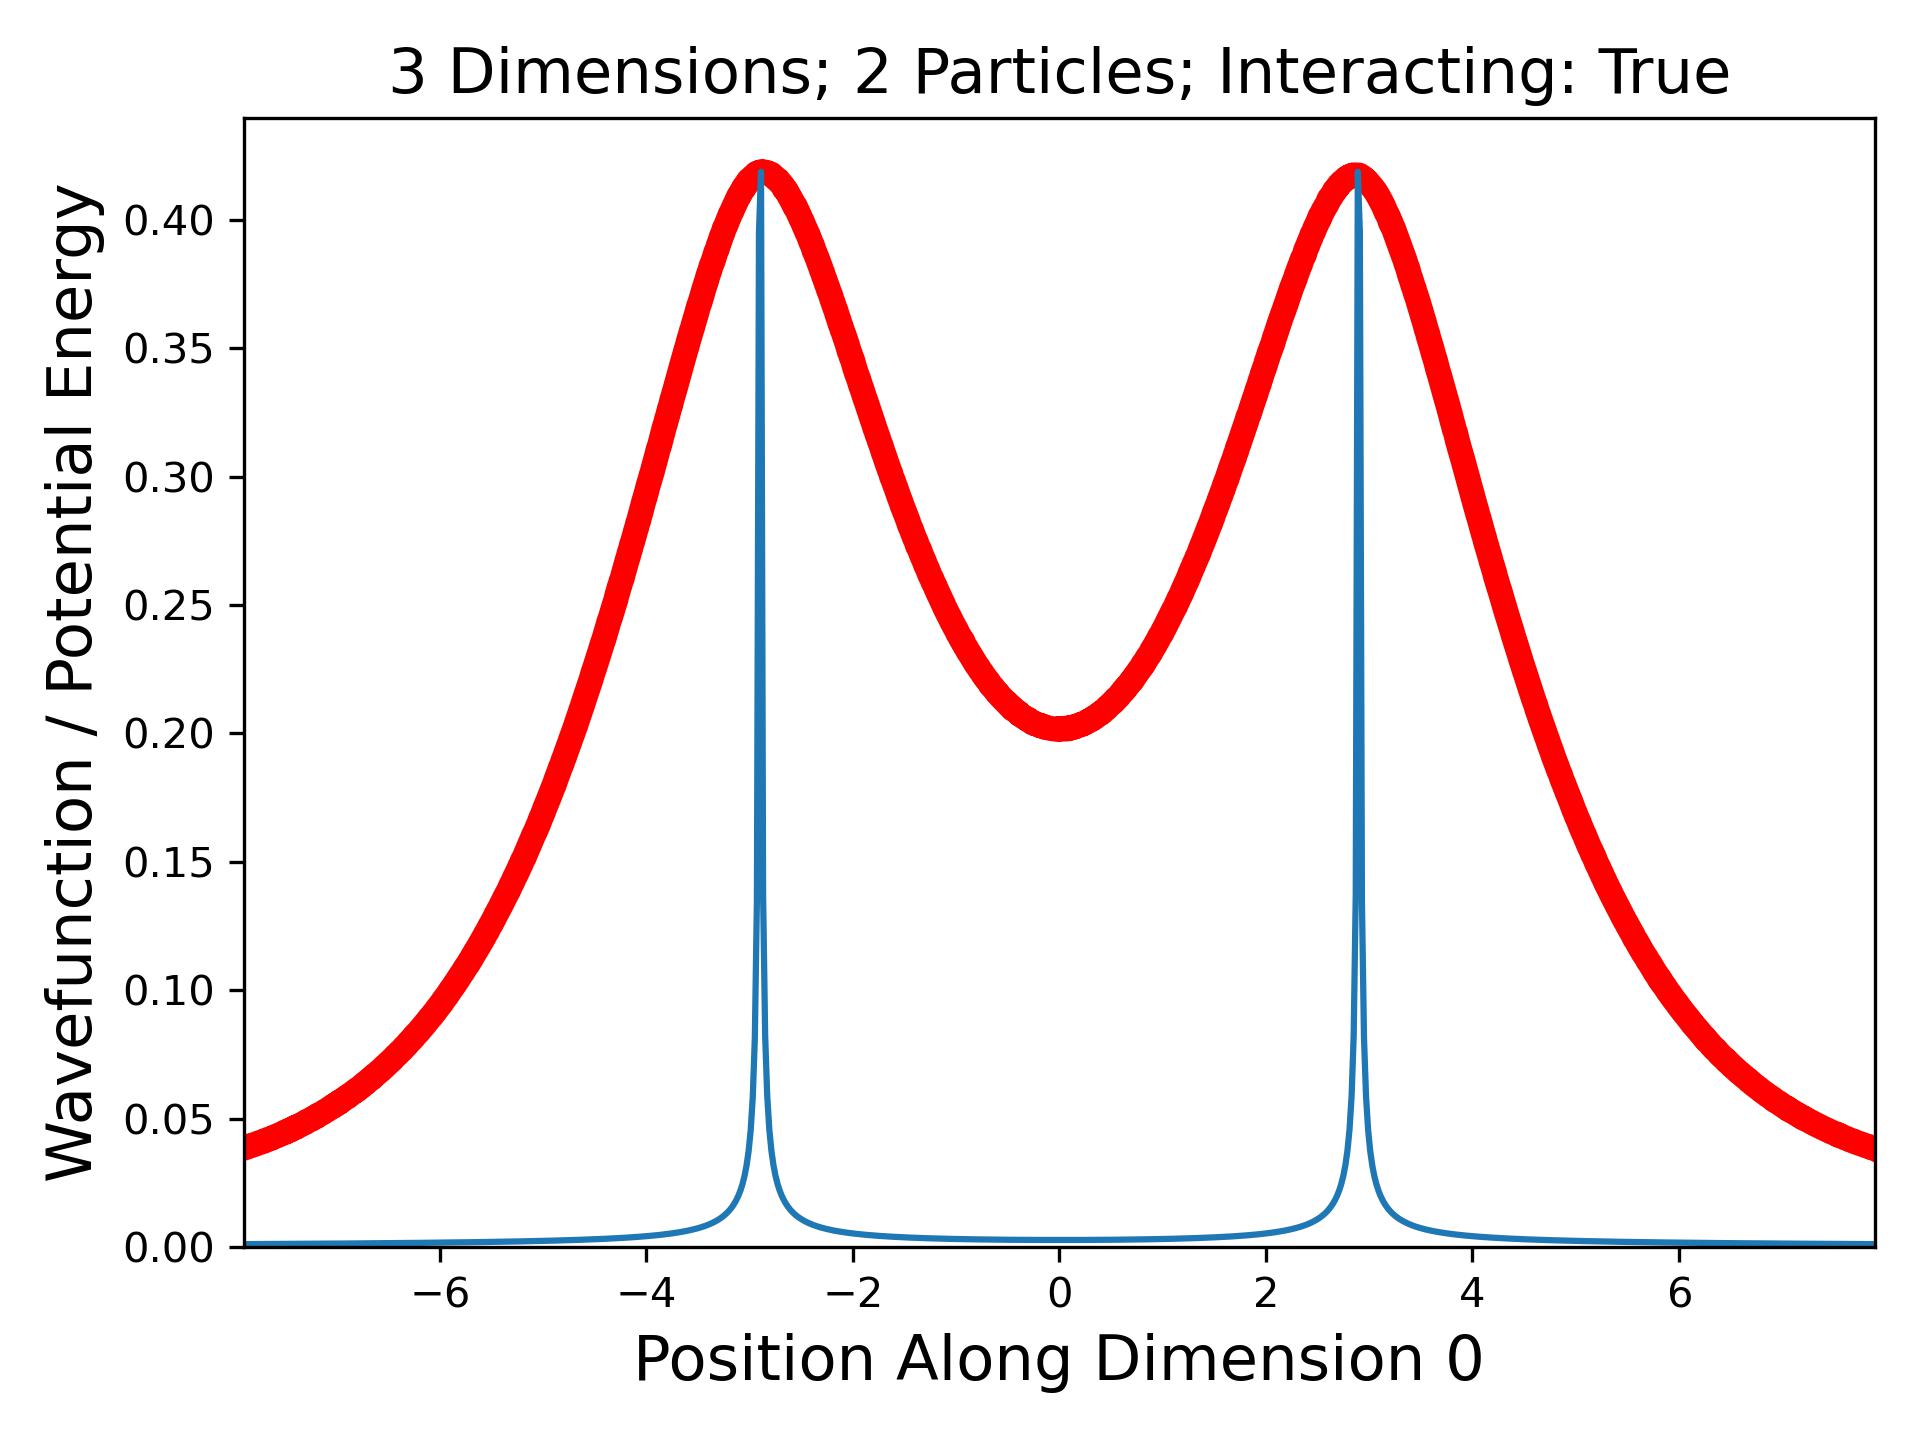 3 Dimensions; 2 Particles; Interacting: True
Wavefunction / Potential Energy
0.40
0.35
0.30
0.25
0.20
0.15
0.10
0.05
0.00
−6 −4 −2 0 2 4 6
Position Along Dimension 0